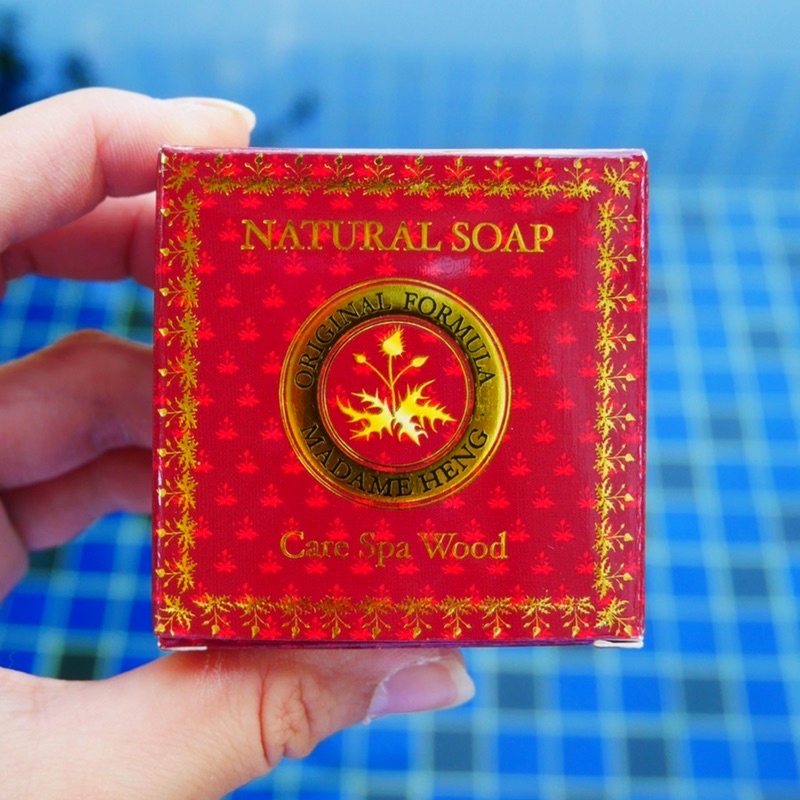 NATURAL SOAP
ORIGINAL FORMULA
MADAME HENG
Care Spa Wood